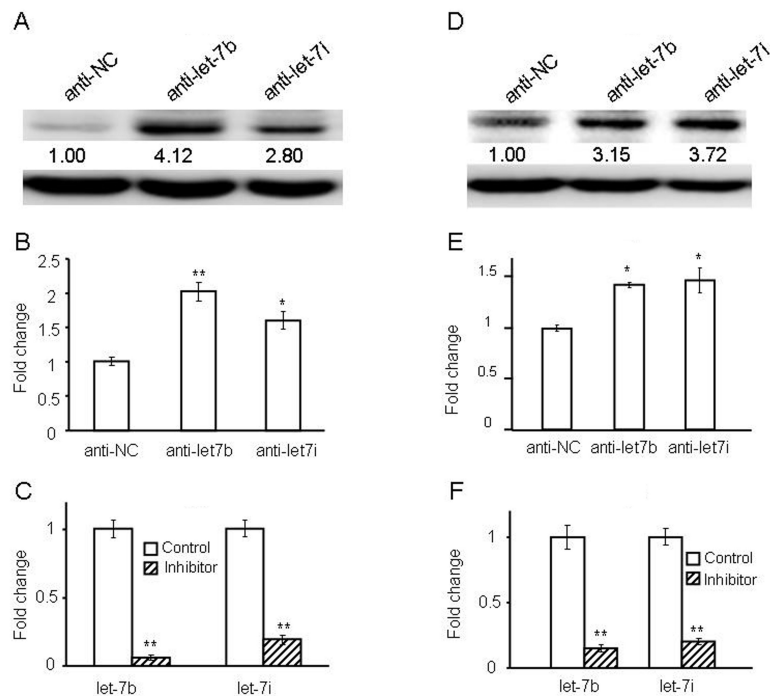 A
anti-NC
anti-let-7b
anti-let-7i
1.00 4.12 2.80
B
2.5
2
1.5
1
0.5
0
Fold change
** *
anti-NC anti-let7b anti-let7i
C
1
0.5
0
Fold change
Control
Inhibitor
** **
let-7b let-7i
D
anti-NC
anti-let-7b
anti-let-7i
1.00 3.15 3.72
E
1.5
1
0.5
0
Fold change
* *
anti-NC anti-let7b anti-let7i
F
1
0.5
0
Fold change
Control
Inhibitor
** **
let-7b let-7i